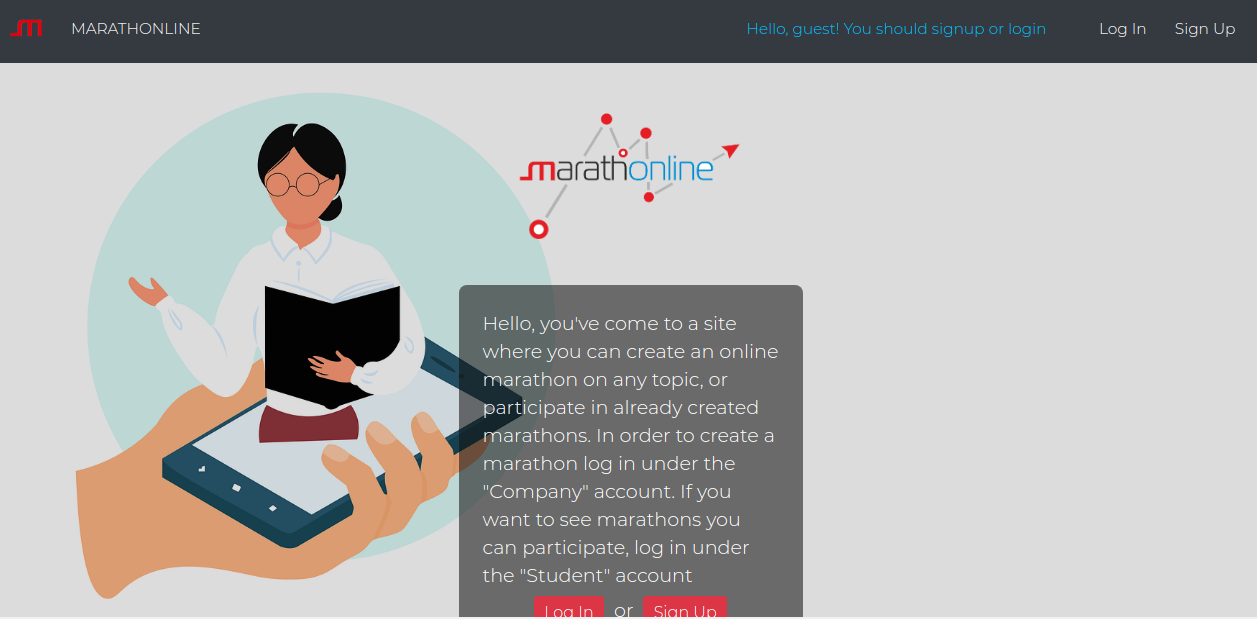 MARATHONLINE
Hello, guest! You should signup or login
Log In
Sign Up
marathonline
Hello, you've come to a site
where you can create an online
marathon on any topic, or
participate in already created
marathons. In order to create a
marathon log in under the
"Company" account. If you
want to see marathons you
can participate, log in under
the "Student" account
Log In or Sign Up